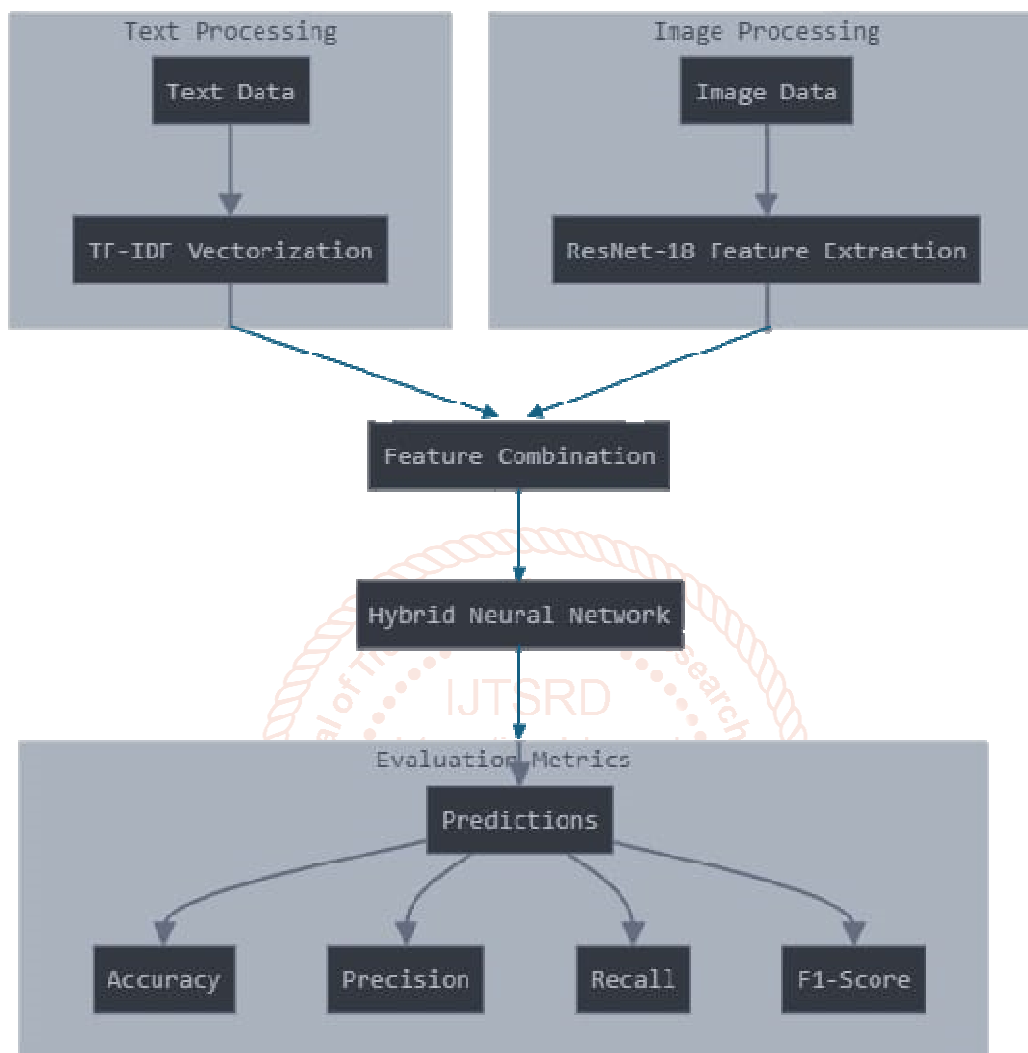 Text Processing
Image Processing
Text Data
Image Data
TF-IDF Vectorization
ResNet-18 Feature Extraction
Feature Combination
Hybrid Neural Network
IJTSRD
Evaluation Metrics
Predictions
Accuracy
Precision
Recall
F1-Score